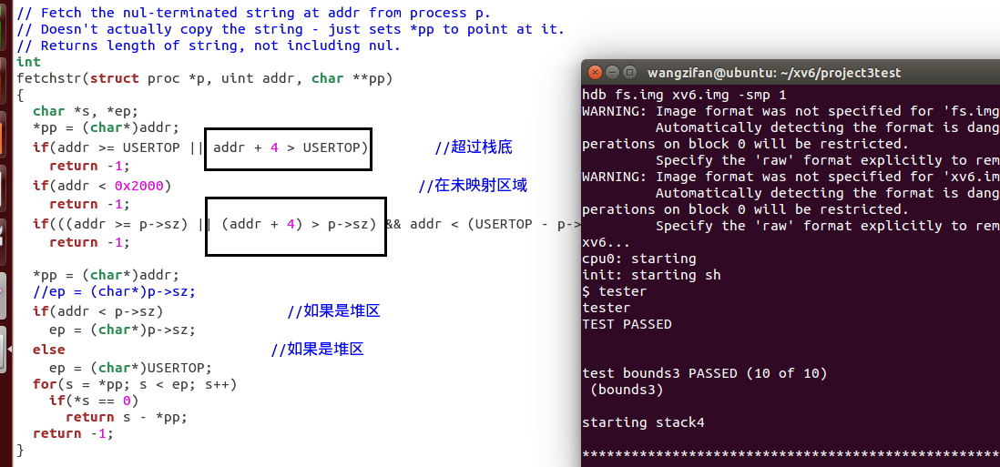 // Fetch the nul-terminated string at addr from process p.
// Doesn't actually copy the string - just sets *pp to point at it.
// Returns length of string, not including nul.
int
fetchstr(struct proc *p, uint addr, char **pp)
{
char *s, *ep;
*pp = (char*)addr;
if(addr >= USERTOP || addr + 4 > USERTOP) //超过栈底
return -1;
if(addr < 0x2000) //在未映射区域
return -1;
if(((addr >= p->sz) || (addr + 4) > p->sz) && addr < (USERTOP - p->
return -1;
*pp = (char*)addr;
//ep = (char*)p->sz;
if(addr < p->sz) //如果是堆区
ep = (char*)p->sz;
else //如果是堆区
ep = (char*)USERTOP;
for(s = *pp; s < ep; s++)
if(*s == 0)
return s - *pp;
return -1;
}
wangzifan@ubuntu: ~/xv6/project3test
hdb fs.img xv6.img -smp 1
WARNING: Image format was not specified for 'fs.img
Automatically detecting the format is dang
perations on block 0 will be restricted.
Specify the 'raw' format explicitly to rem
WARNING: Image format was not specified for 'xv6.im
Automatically detecting the format is dang
perations on block 0 will be restricted.
Specify the 'raw' format explicitly to rem
xv6...
cpu0: starting
init: starting sh
$ tester
tester
TEST PASSED
test bounds3 PASSED (10 of 10)
(bounds3)
starting stack4
***************************************************